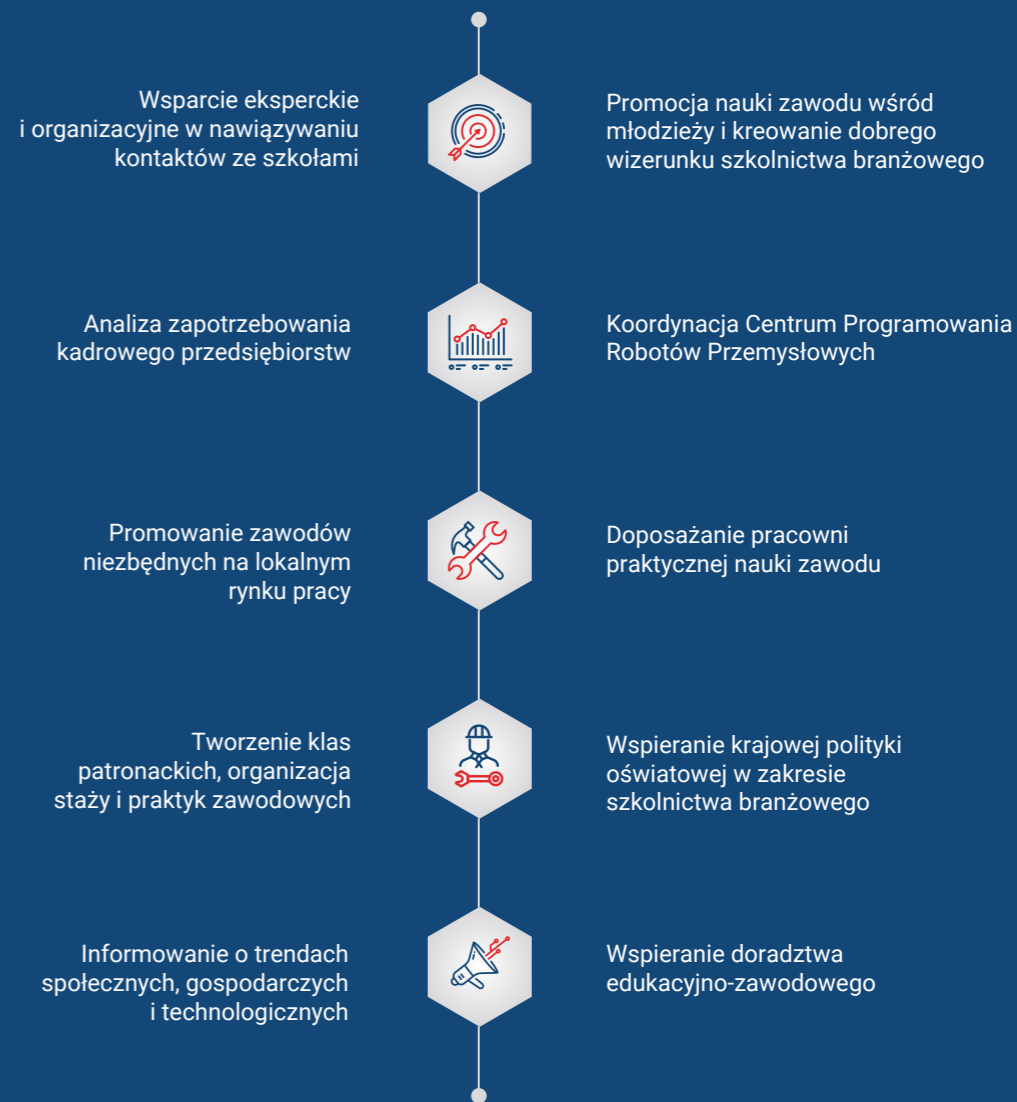 Wsparcie eksperckie
i organizacyjne w nawiązywaniu
kontaktów ze szkołami
Promocja nauki zawodu wśród
młodzieży i kreowanie dobrego
wizerunku szkolnictwa branżowego
Analiza zapotrzebowania
kadrowego przedsiębiorstw
Koordynacja Centrum Programowania
Robotów Przemysłowych
Promowanie zawodów
niezbędnych na lokalnym
rynku pracy
Doposażanie pracowni
praktycznej nauki zawodu
Tworzenie klas
patronackich, organizacja
staży i praktyk zawodowych
Wspieranie krajowej polityki
oświatowej w zakresie
szkolnictwa branżowego
Informowanie o trendach
społecznych, gospodarczych
i technologicznych
Wspieranie doradztwa
edukacyjno-zawodowego